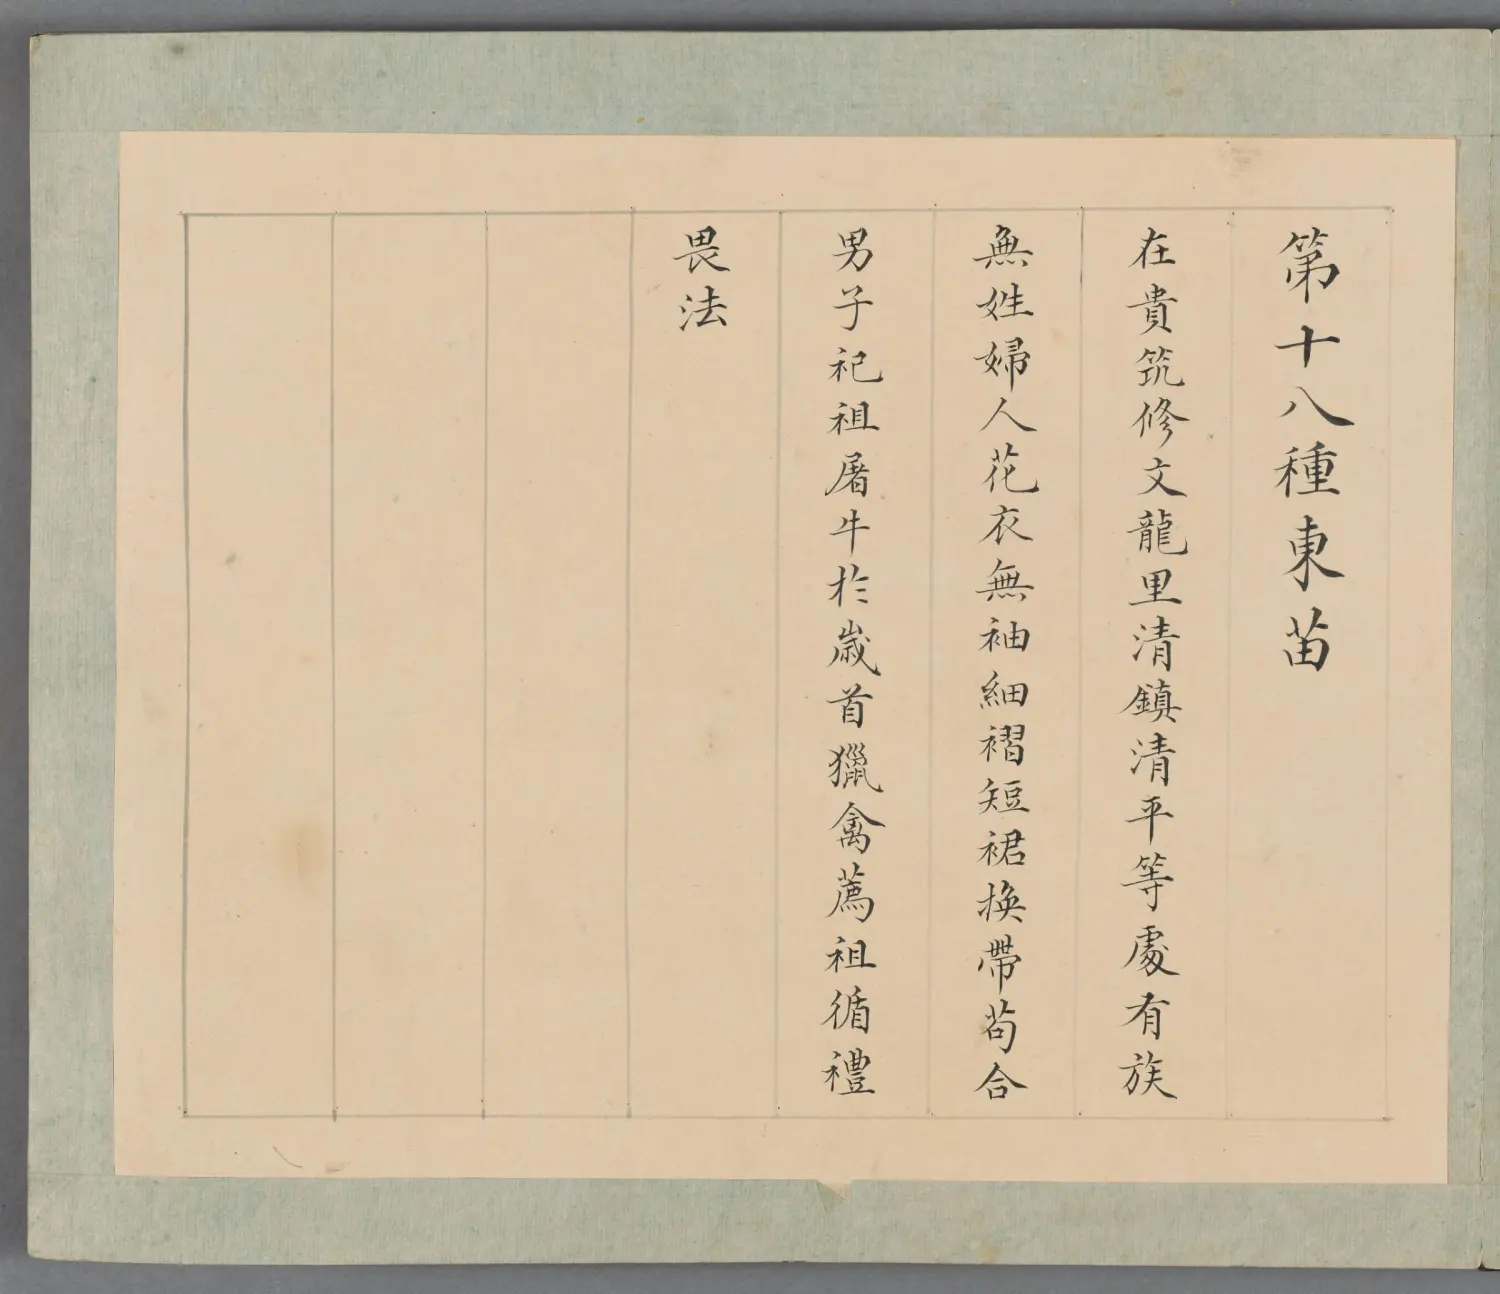 第十八種東苗
在貴筑修文龍里清鎮清平等處有族
無姓婦人花衣無袖細褶短裙換帶苟合
男子祀祖屠牛於歲首獵禽薦祖循禮
畏法